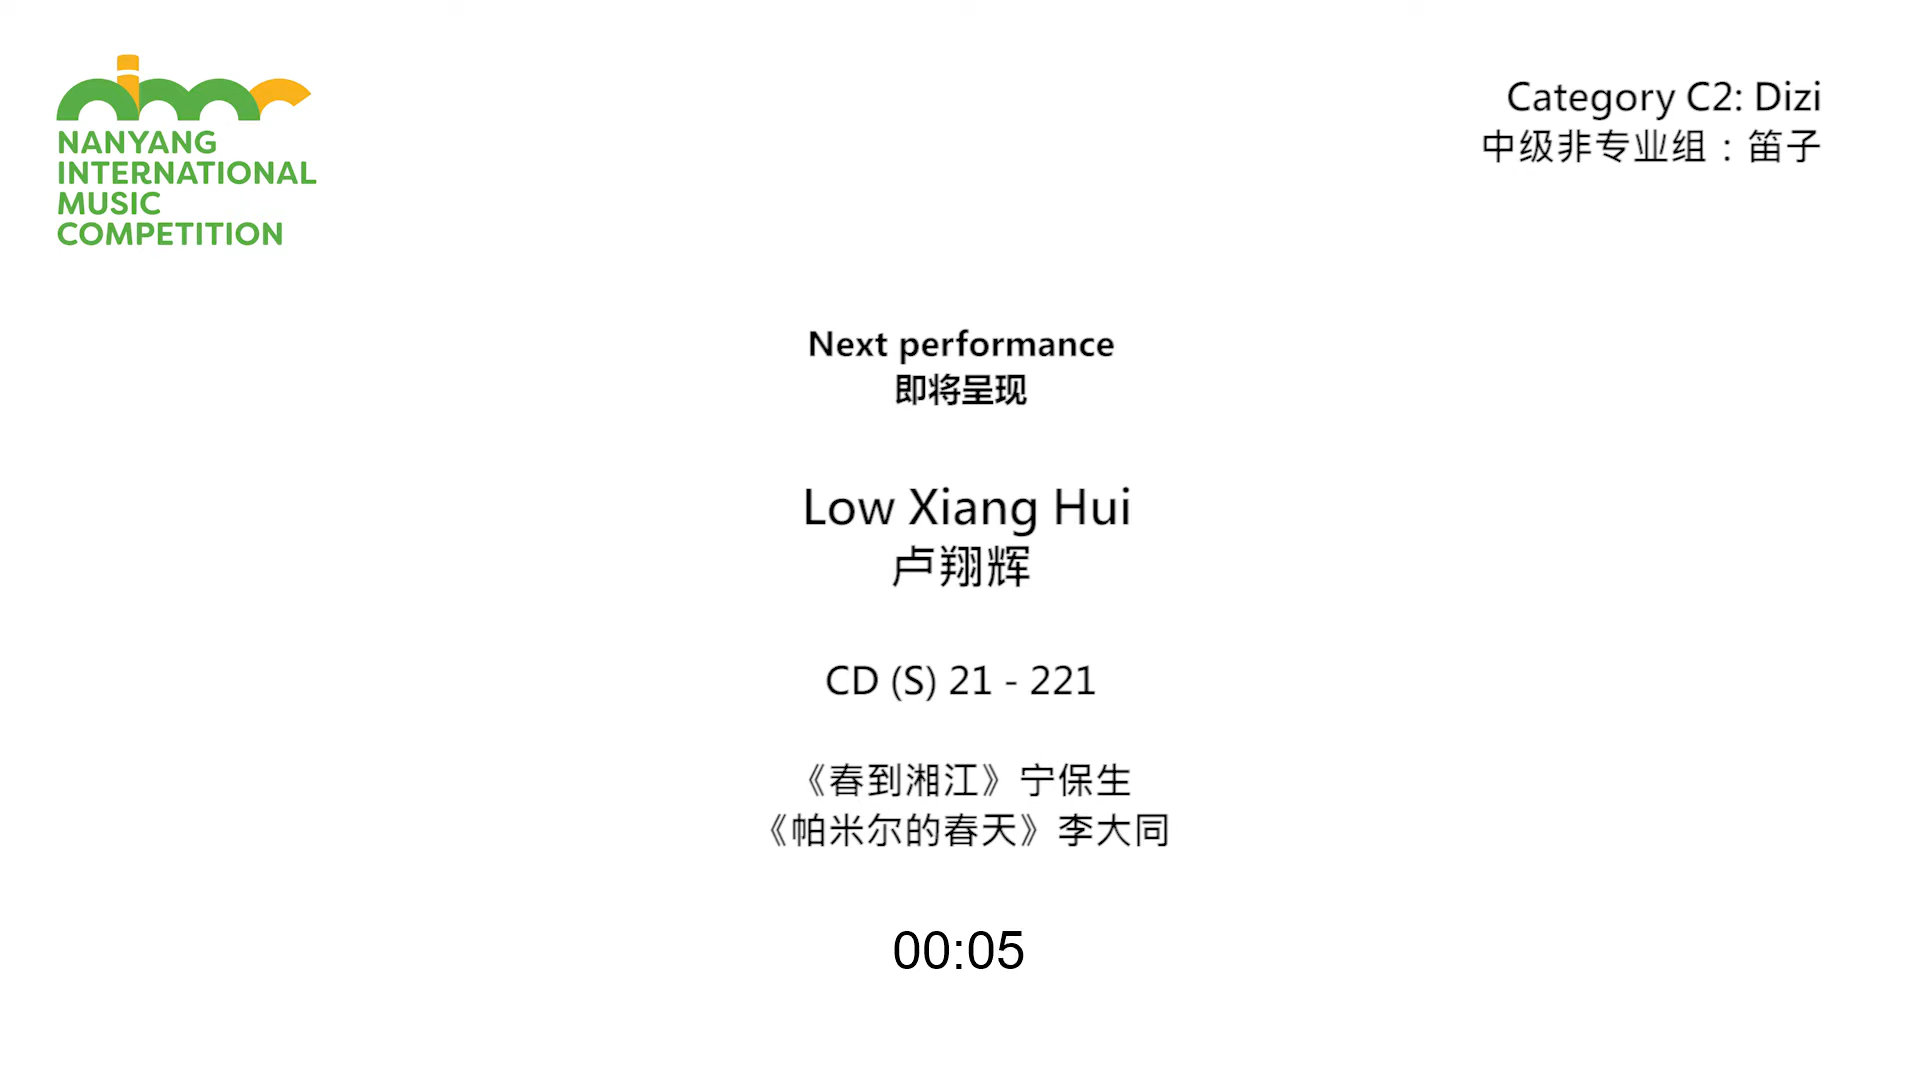 nimc
NANYANG
INTERNATIONAL
MUSIC
COMPETITION
Category C2: Dizi
中级非专业组：笛子
Next performance
即将呈现
Low Xiang Hui
卢翔辉
CD (S) 21 - 221
《春到湘江》宁保生
《帕米尔的春天》李大同
00:05